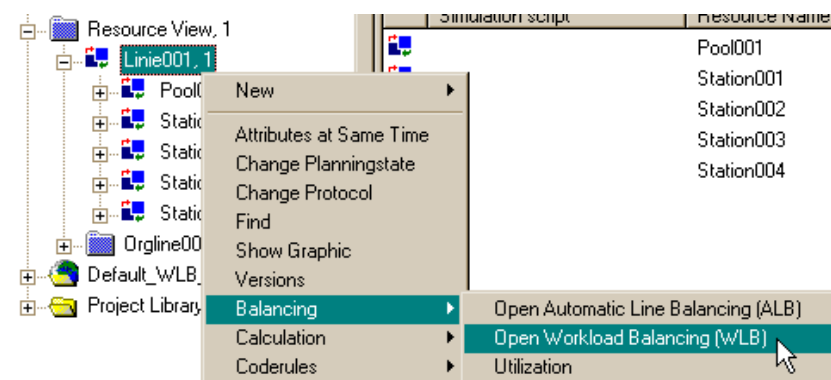 Simulation script Resource Name
Resource View, 1
Linie001, 1
Pool001
Station001
New
Station002
Attributes at Same Time
Station003
Change Planningstate
Station004
Change Protocol
Find
Orgline00
Show Graphic
Default_WLB_
Versions
Project Library
Balancing
Open Automatic Line Balancing (ALB)
Calculation
Open Workload Balancing (WLB)
Coderules
Utilization